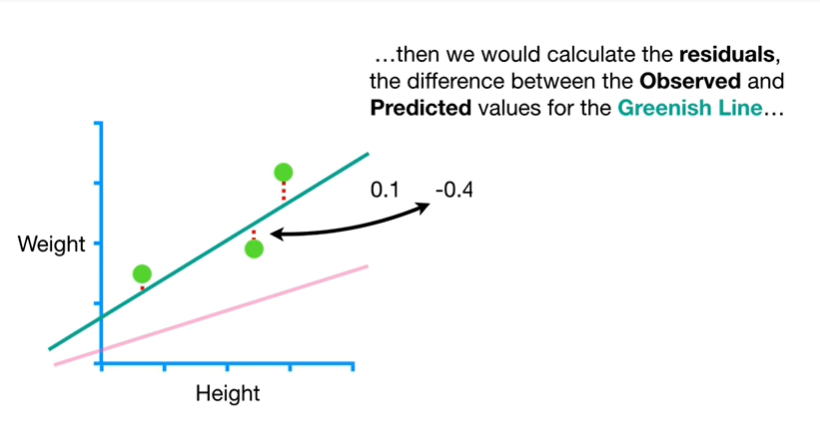 …then we would calculate the residuals,
the difference between the Observed and
Predicted values for the Greenish Line…
0.1 -0.4
Weight
Height